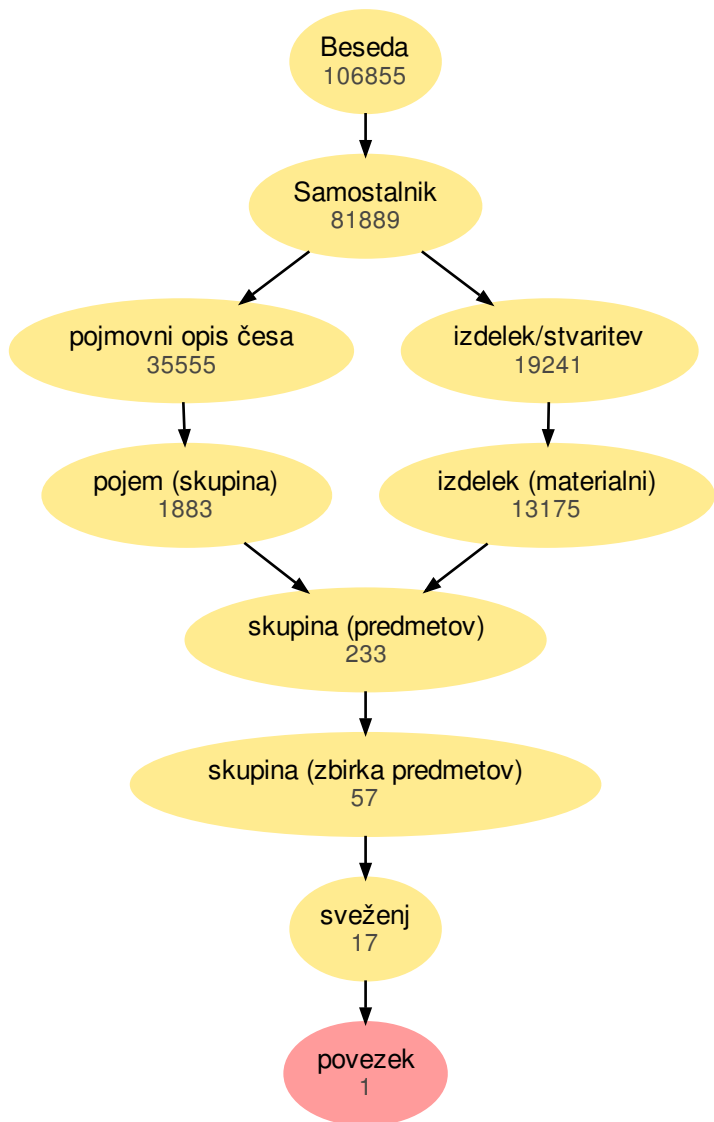 Beseda
106855
Samostalnik
81889
pojmovni opis česa
35555
izdelek/stvaritev
19241
pojem (skupina)
1883
izdelek (materialni)
13175
skupina (predmetov)
233
skupina (zbirka predmetov)
57
sveženj
17
povezek
1